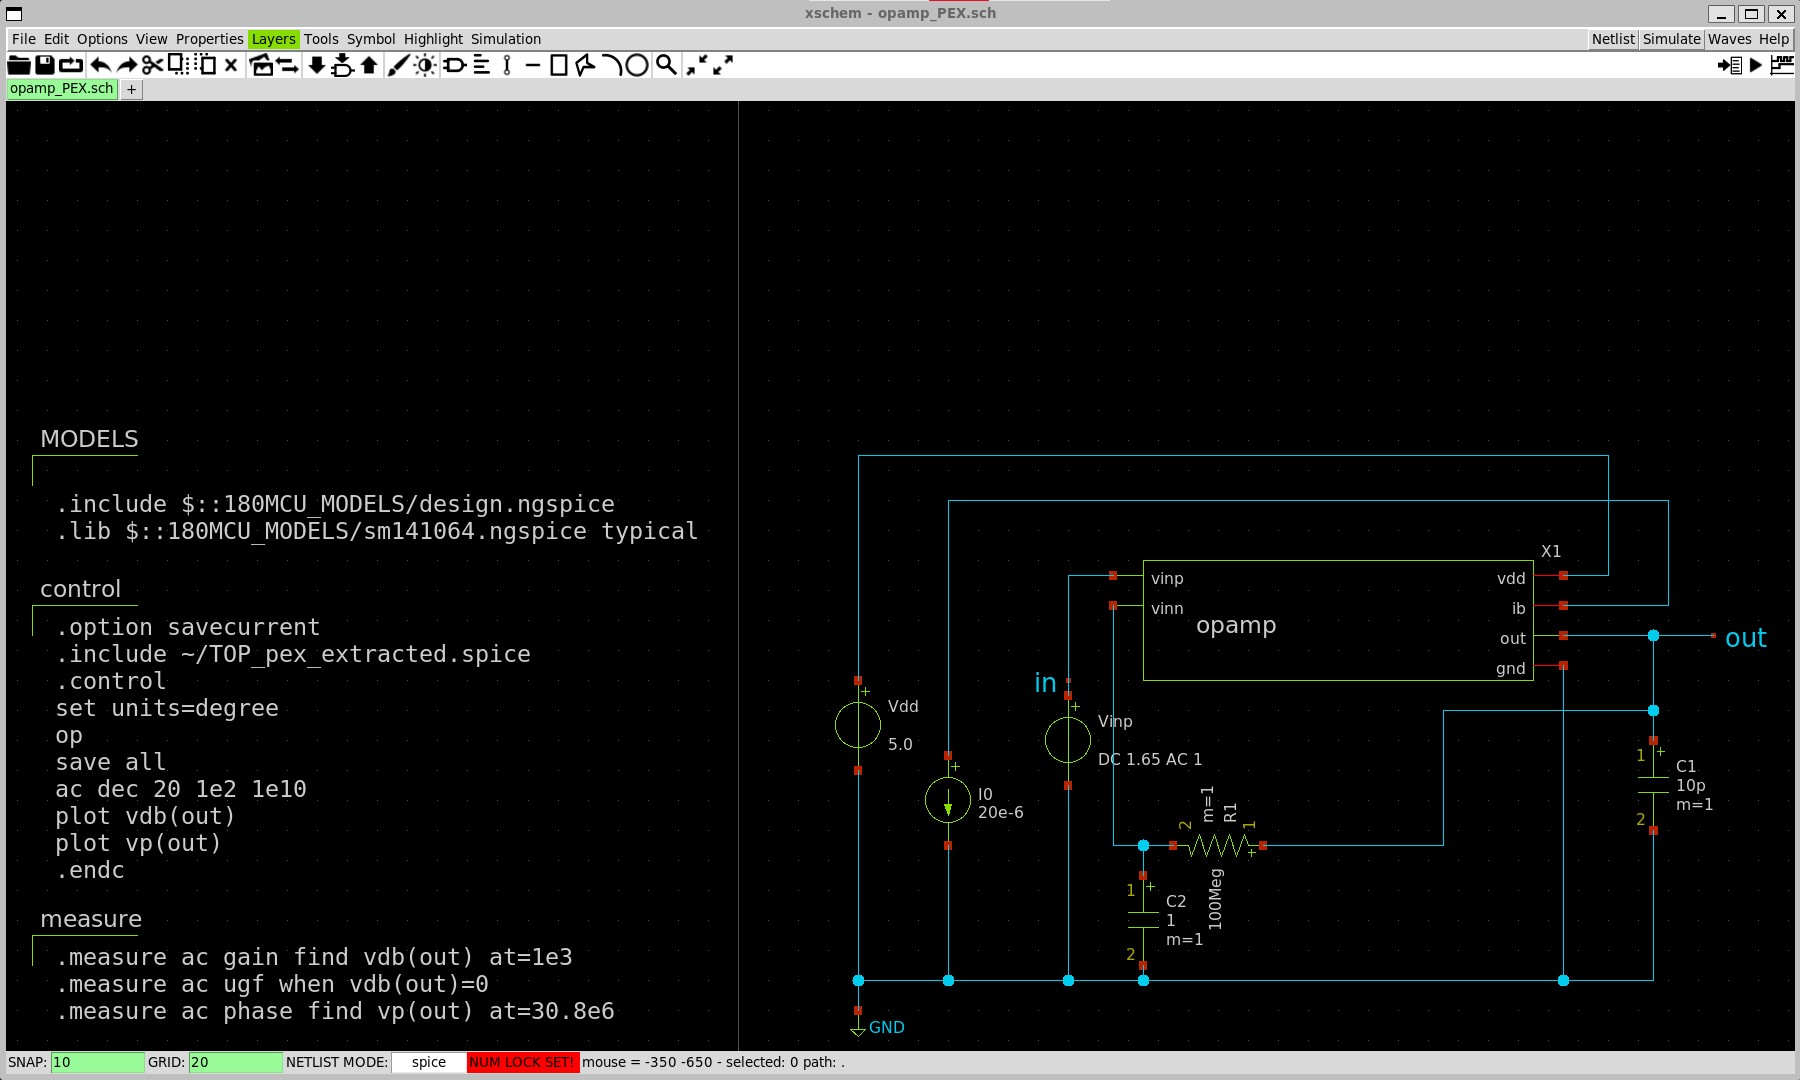 xschem - opamp_PEX.sch
File Edit Options View Properties Layers Tools Symbol Highlight Simulation Netlist Simulate Waves Help
opamp_PEX.sch +
MODELS
.include $::180MCU_MODELS/design.ngspice
.lib $::180MCU_MODELS/sm141064.ngspice typical
control
.option savecurrent
.include ~/TOP_pex_extracted.spice
.control
set units=degree
op
save all
ac dec 20 1e2 1e10
plot vdb(out)
plot vp(out)
.endc
measure
.measure ac gain find vdb(out) at=1e3
.measure ac ugf when vdb(out)=0
.measure ac phase find vp(out) at=30.8e6
X1
vinp
vinn
opamp
vdd
ib
out
gnd
out
in
+
Vdd
5.0
+
Vinp
DC 1.65 AC 1
+
I0
20e-6
2
m=1
R1
1
+
100Meg
1
+
C2
1
m=1
2
1
+
C1
10p
m=1
2
GND
SNAP: 10 GRID: 20 NETLIST MODE: spice NUM LOCK SET! mouse = -350 -650 - selected: 0 path: .